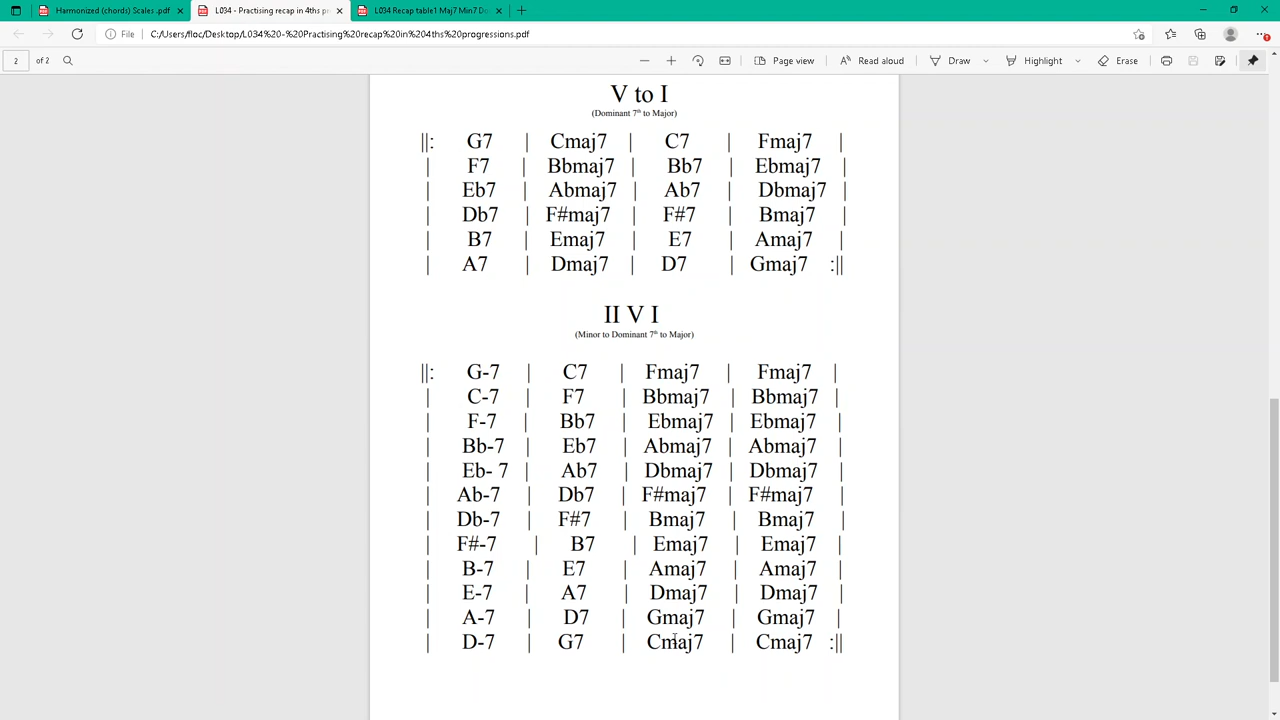 Harmonized (chords) Scales .pdf
L034 - Practising recap in 4ths pr
L034 Recap table1 Maj7 Min7 Do
File | C:/Users/floc/Desktop/L034%20-%20Practising%20recap%20in%204ths%20progressions.pdf
2 of 2 Page view Read aloud Draw Highlight Erase
V to I
(Dominant 7th to Major)
||: G7 | Cmaj7 | C7 | Fmaj7 |
| F7 | Bbmaj7 | Bb7 | Ebmaj7 |
| Eb7 | Abmaj7 | Ab7 | Dbmaj7 |
| Db7 | F#maj7 | F#7 | Bmaj7 |
| B7 | Emaj7 | E7 | Amaj7 |
| A7 | Dmaj7 | D7 | Gmaj7 :||
II V I
(Minor to Dominant 7th to Major)
||: G-7 | C7 | Fmaj7 | Fmaj7 |
| C-7 | F7 | Bbmaj7 | Bbmaj7 |
| F-7 | Bb7 | Ebmaj7 | Ebmaj7 |
| Bb-7 | Eb7 | Abmaj7 | Abmaj7 |
| Eb- 7 | Ab7 | Dbmaj7 | Dbmaj7 |
| Ab-7 | Db7 | F#maj7 | F#maj7 |
| Db-7 | F#7 | Bmaj7 | Bmaj7 |
| F#-7 | B7 | Emaj7 | Emaj7 |
| B-7 | E7 | Amaj7 | Amaj7 |
| E-7 | A7 | Dmaj7 | Dmaj7 |
| A-7 | D7 | Gmaj7 | Gmaj7 |
| D-7 | G7 | Cmaj7 | Cmaj7 :||